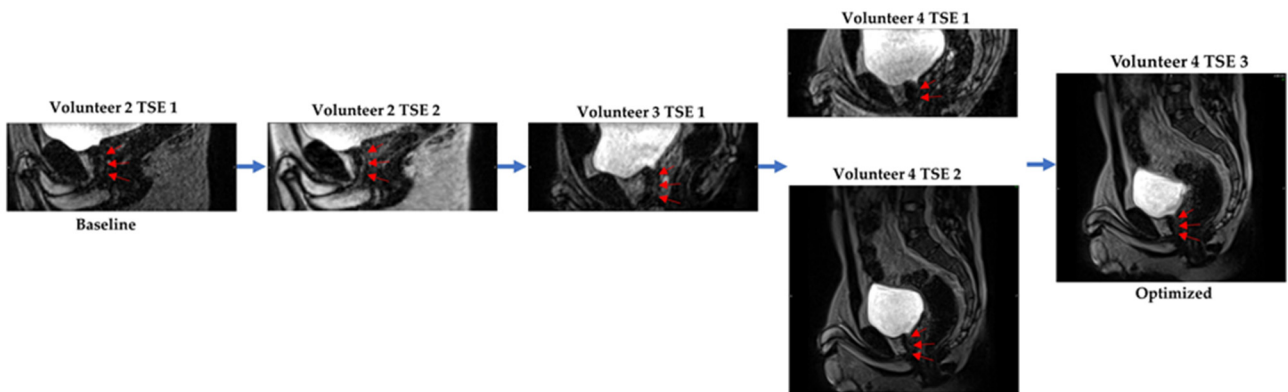 Volunteer 2 TSE 1
Baseline
Volunteer 2 TSE 2
Volunteer 3 TSE 1
Volunteer 4 TSE 1
Volunteer 4 TSE 2
Volunteer 4 TSE 3
Optimized